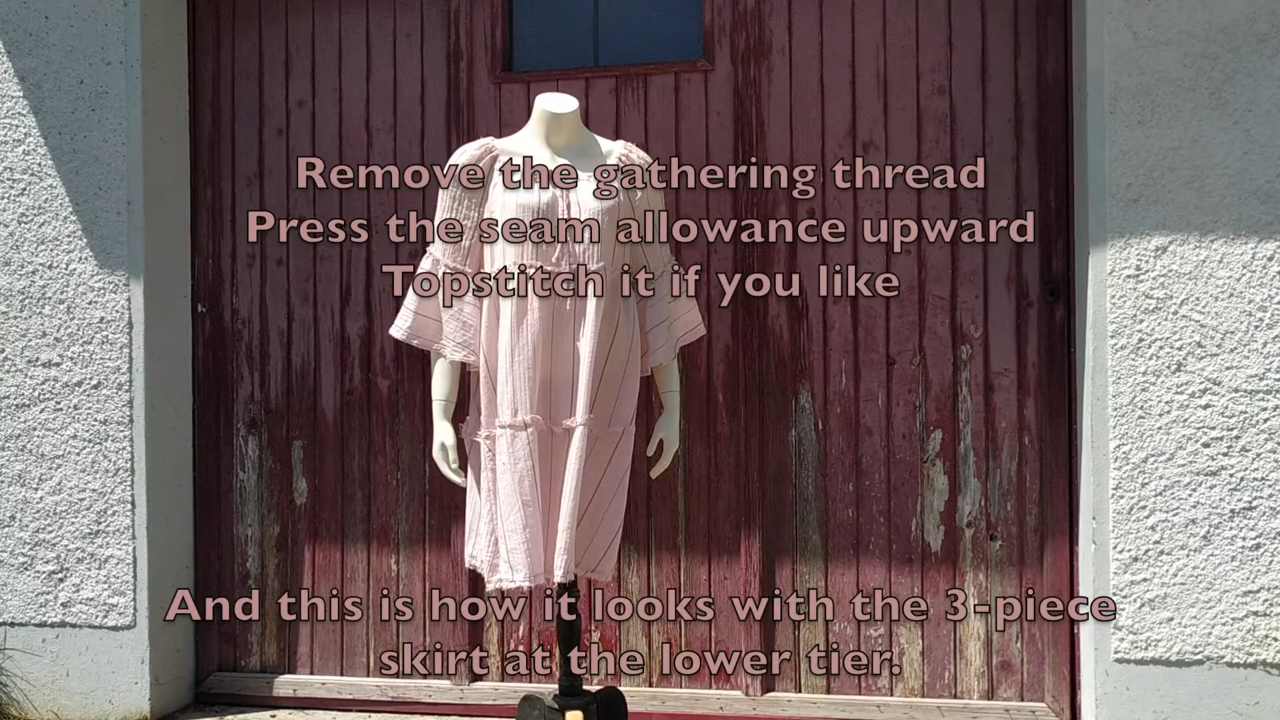 Remove the gathering thread
Press the seam allowance upward
Topstitch it if you like
And this is how it looks with the 3-piece
skirt at the lower tier.